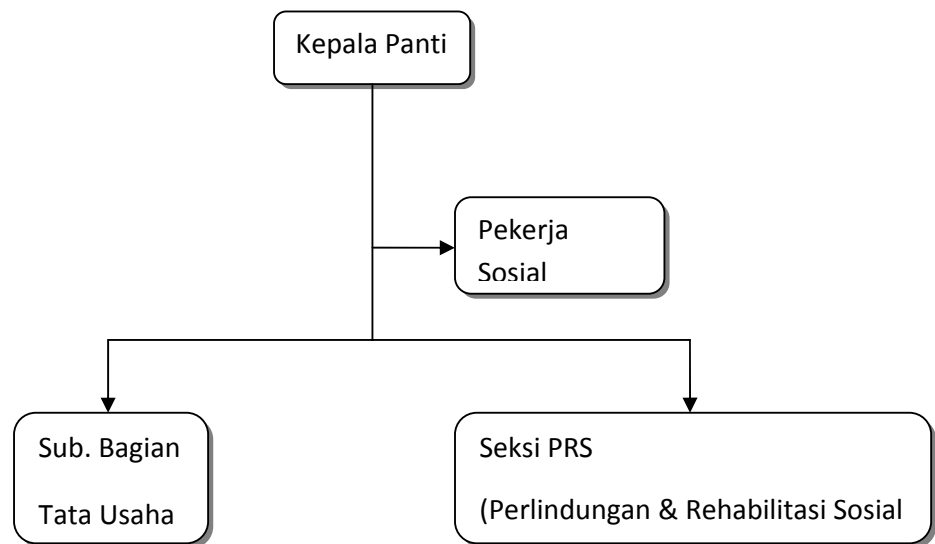 Kepala Panti
Pekerja
Sosial
Sub. Bagian
Tata Usaha
Seksi PRS
(Perlindungan & Rehabilitasi Sosial